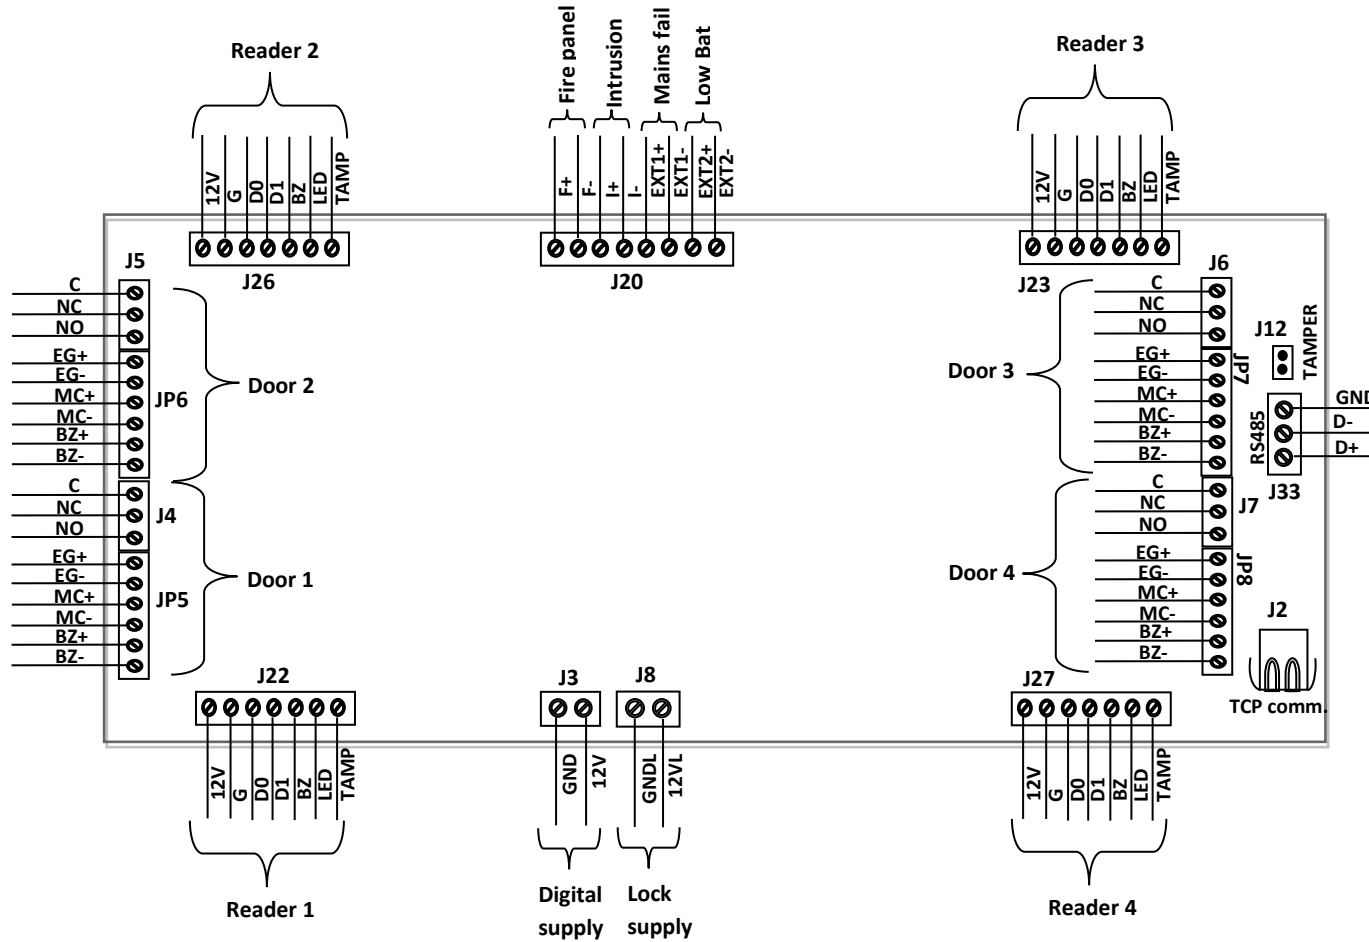 Reader 2
12V
G
D0
D1
BZ
LED
TAMP
J26
Fire panel
Intrusion
Mains fail
Low Bat
F+
F-
I+
I-
EXT1+
EXT1-
EXT2+
EXT2-
J20
Reader 3
12V
G
D0
D1
BZ
LED
TAMP
J23
J5
C
NC
NO
EG+
EG-
MC+
MC-
BZ+
BZ-
JP6
Door 2
C
NC
NO
J4
EG+
EG-
MC+
MC-
BZ+
BZ-
JP5
Door 1
J6
C
NC
NO
EG+
EG-
MC+
MC-
BZ+
BZ-
JP7
Door 3
C
NC
NO
J7
EG+
EG-
MC+
MC-
BZ+
BZ-
JP8
Door 4
J12
TAMPER
RS485
GND
D-
D+
J33
J2
TCP comm.
J22
12V
G
D0
D1
BZ
LED
TAMP
Reader 1
J3
GND
12V
Digital
supply
J8
GNDL
12VL
Lock
supply
J27
12V
G
D0
D1
BZ
LED
TAMP
Reader 4